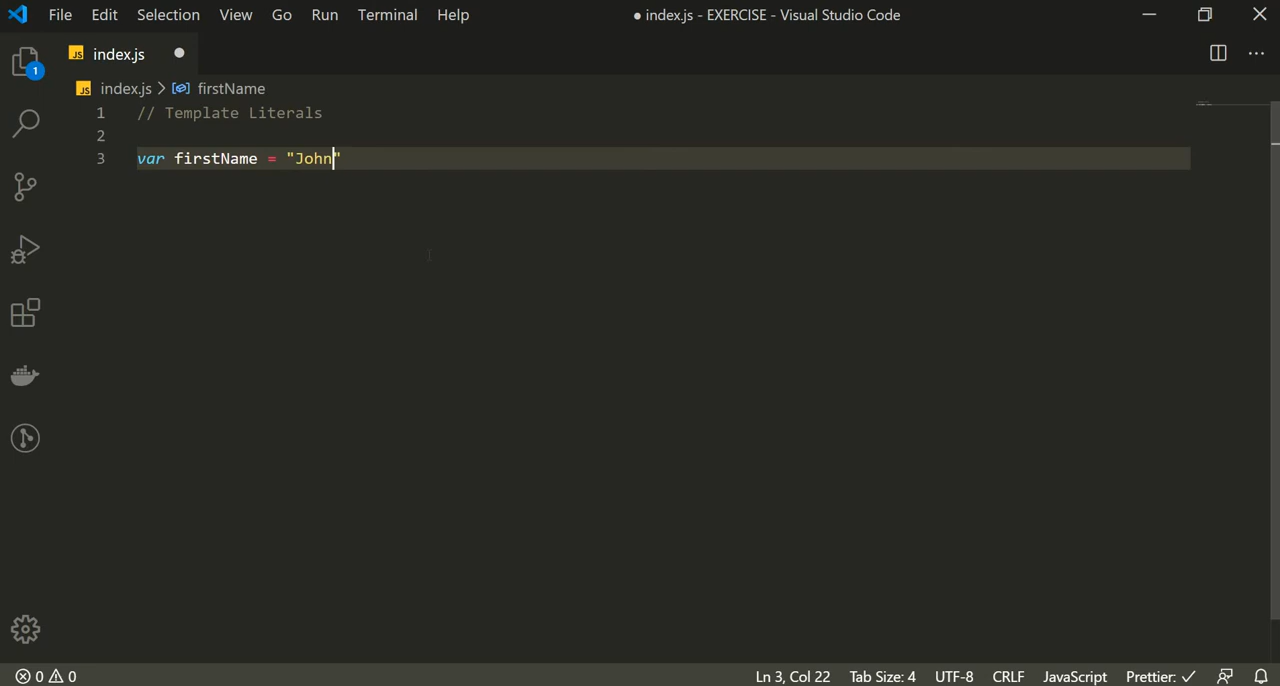 File Edit Selection View Go Run Terminal Help ● index.js - EXERCISE - Visual Studio Code
JS index.js ●
1
JS index.js > firstName
1 // Template Literals
2
3 var firstName = "John"
0 0 Ln 3, Col 22 Tab Size: 4 UTF-8 CRLF JavaScript Prettier: ✓